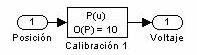 1
Posición
P(u)
O(P) = 10
Calibración 1
1
Voltaje